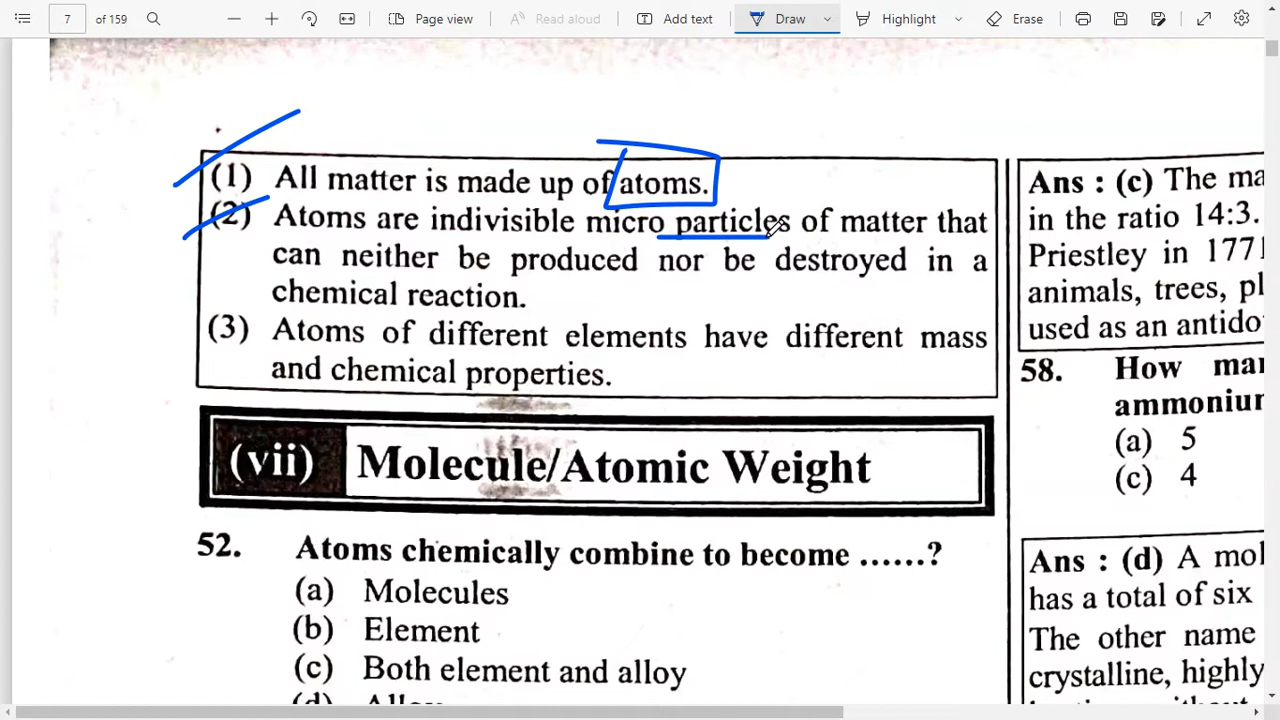 7 of 159 Page view Read aloud Add text Draw Highlight Erase
(1) All matter is made up of atoms.
(2) Atoms are indivisible micro particles of matter that
can neither be produced nor be destroyed in a
chemical reaction.
(3) Atoms of different elements have different mass
and chemical properties.
(vii) Molecule/Atomic Weight
52. Atoms chemically combine to become ......?
(a) Molecules
(b) Element
(c) Both element and alloy
(d) Alloy
Ans : (c) The ma
in the ratio 14:3.
Priestley in 177
animals, trees, pl
used as an antido
58. How mar
ammoniur
(a) 5
(c) 4
Ans : (d) A mol
has a total of six
The other name
crystalline, highly